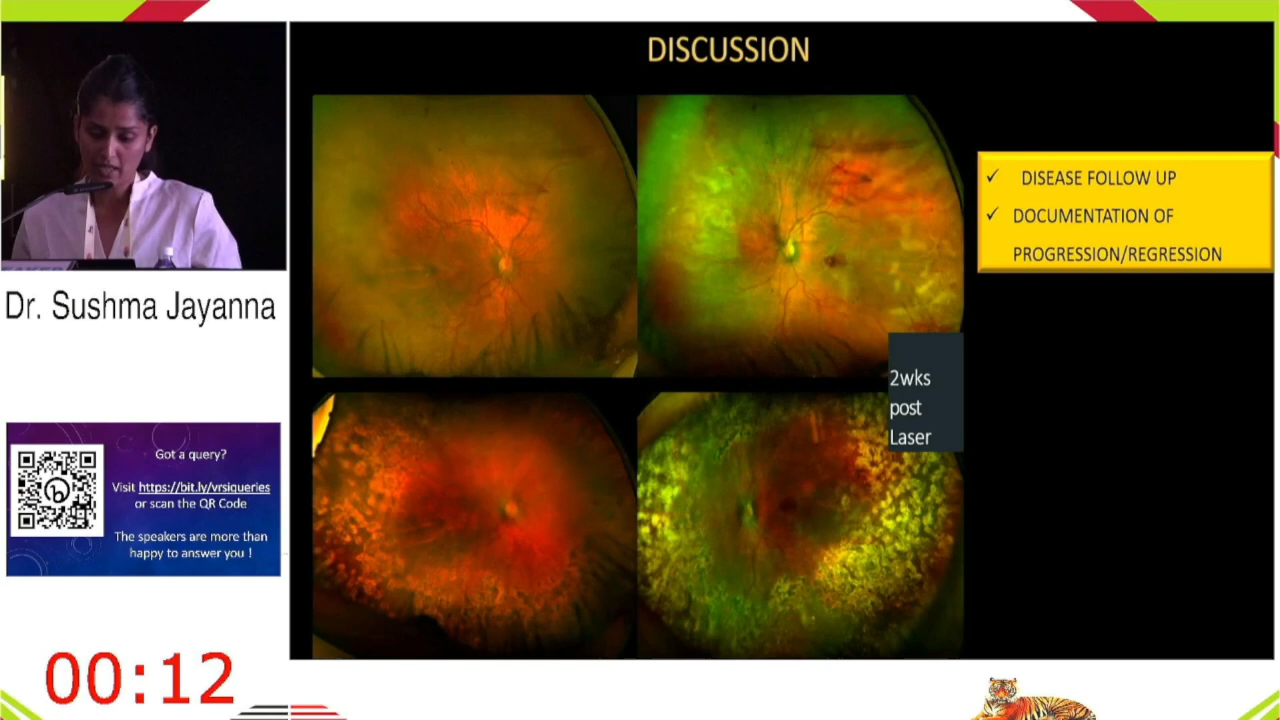 DISCUSSION
✓ DISEASE FOLLOW UP
✓ DOCUMENTATION OF
PROGRESSION/REGRESSION
2wks
post
Laser
Dr. Sushma Jayanna
Got a query?
Visit https://bit.ly/vrsiqueries
or scan the QR Code
The speakers are more than
happy to answer you !
00:12